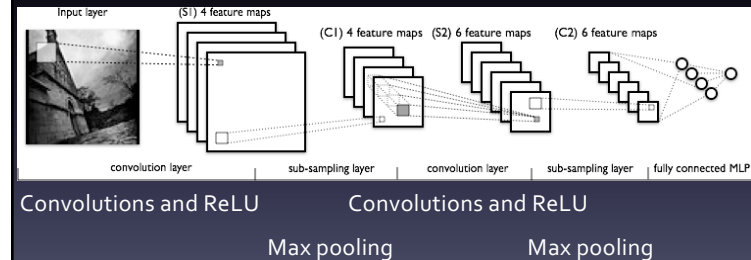 Input layer
(S1) 4 feature maps
(C1) 4 feature maps
(S2) 6 feature maps
(C2) 6 feature maps
convolution layer
sub-sampling layer
convolution layer
sub-sampling layer
fully connected MLP
Convolutions and ReLU
Convolutions and ReLU
Max pooling
Max pooling